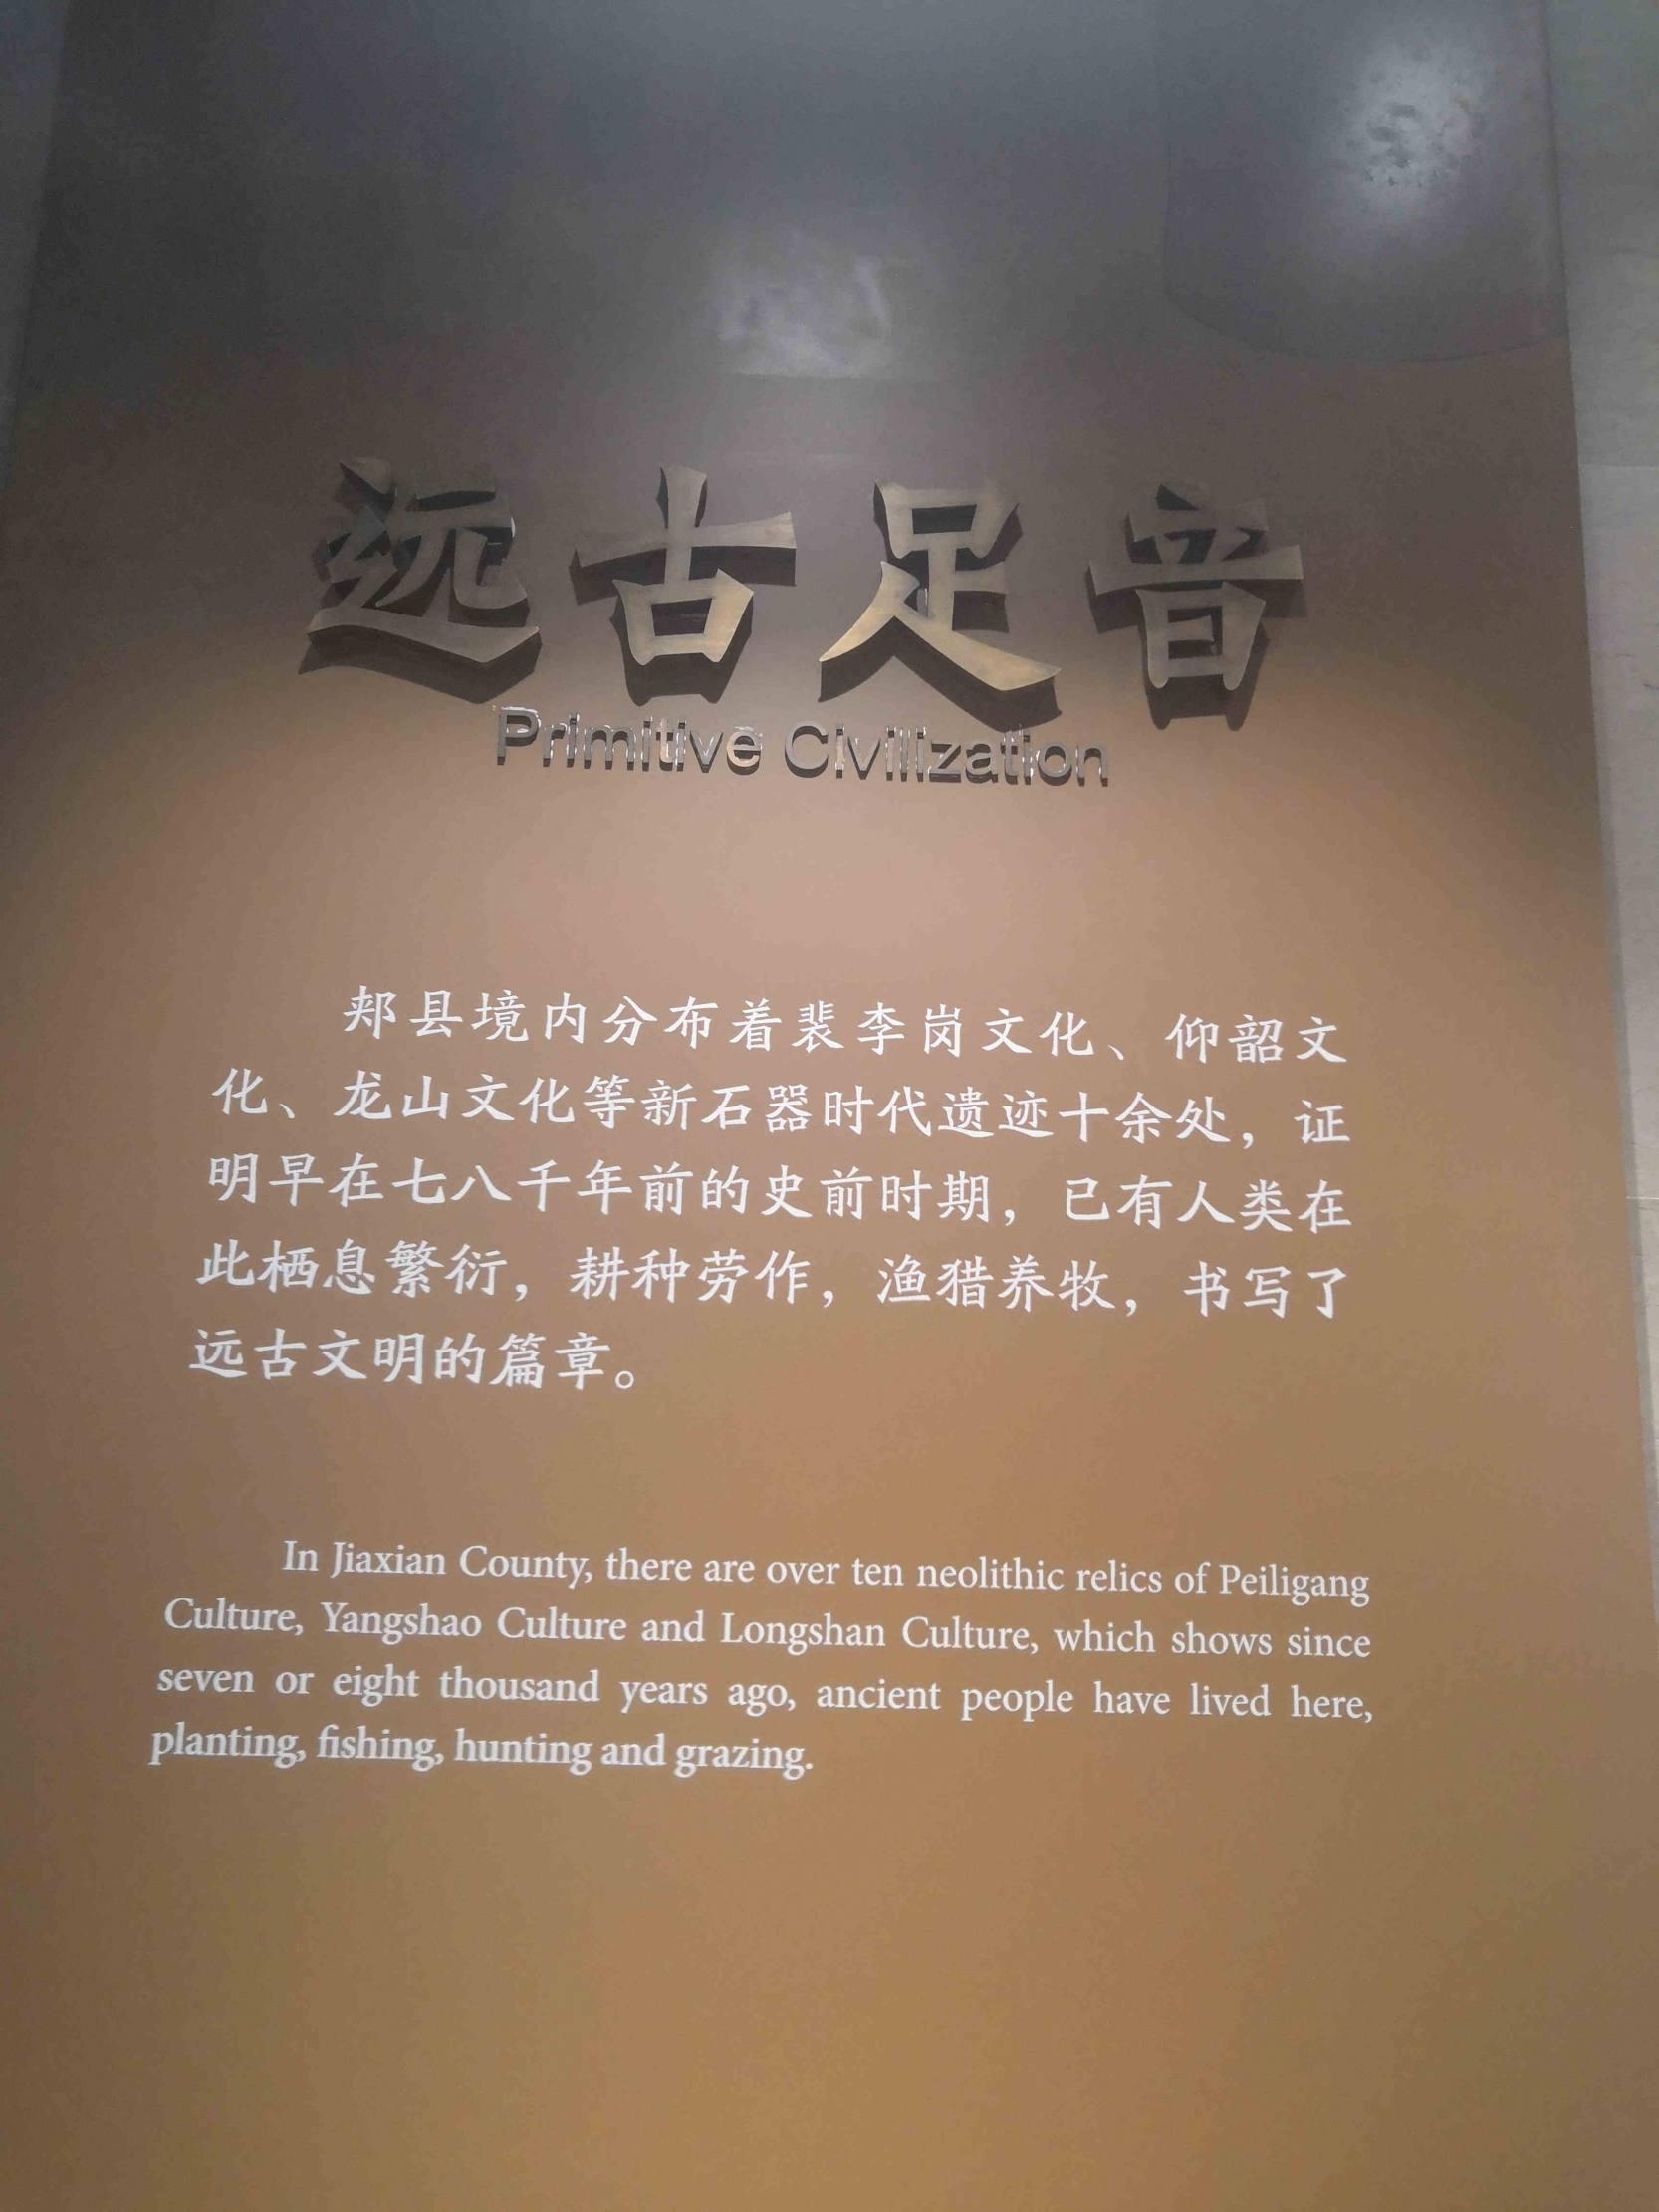 远古足音
Primitive Civilization
郏县境内分布着裴李岗文化、仰韶文
化、龙山文化等新石器时代遗迹十余处，证
明早在七八千年前的史前时期，已有人类在
此栖息繁衍，耕种劳作，渔猎养牧，书写了
远古文明的篇章。
In Jiaxian County, there are over ten neolithic relics of Peiligang
Culture, Yangshao Culture and Longshan Culture, which shows since
seven or eight thousand years ago, ancient people have lived here,
planting, fishing, hunting and grazing.